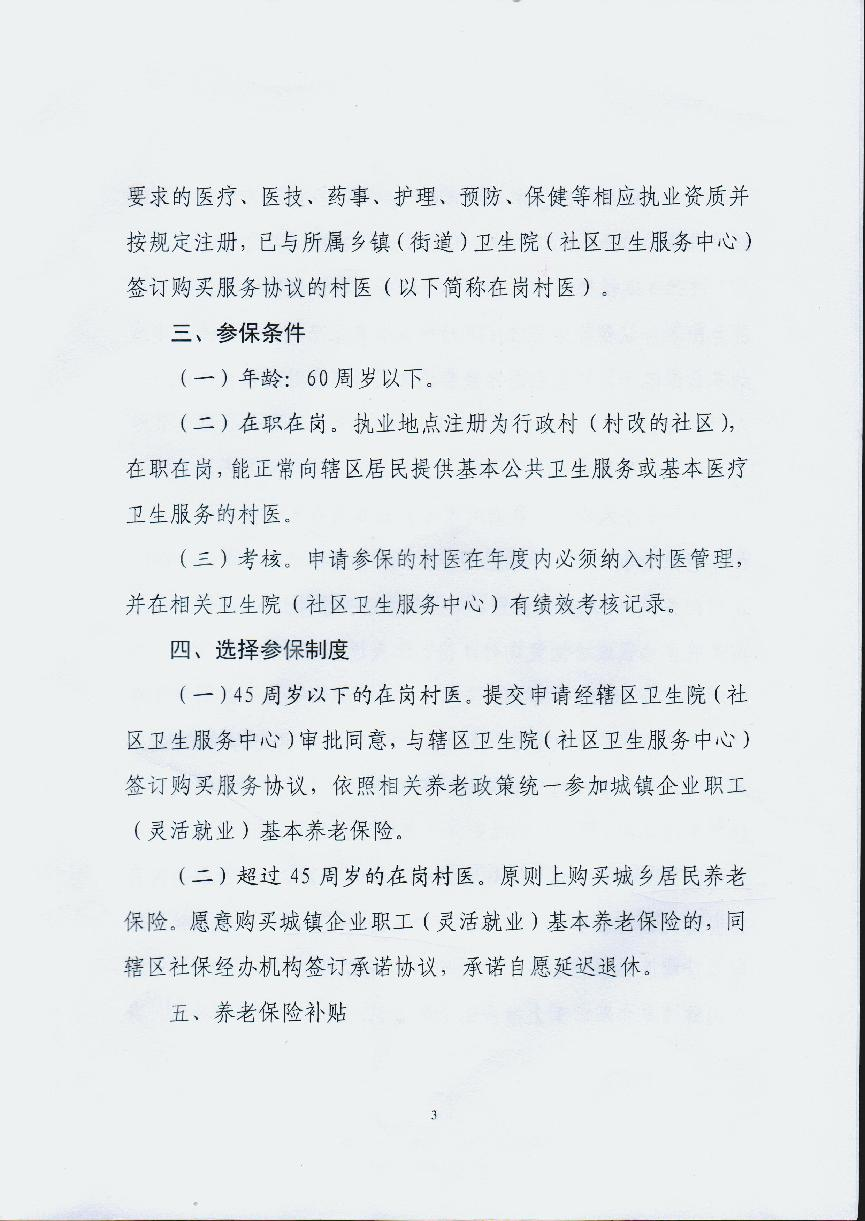 要求的医疗、医技、药事、护理、预防、保健等相应执业资质并
按规定注册，已与所属乡镇（街道）卫生院（社区卫生服务中心）
签订购买服务协议的村医（以下简称在岗村医）。
三、参保条件
（一）年龄：60周岁以下。
（二）在职在岗。执业地点注册为行政村（村改的社区），
在职在岗，能正常向辖区居民提供基本公共卫生服务或基本医疗
卫生服务的村医。
（三）考核。申请参保的村医在年度内必须纳入村医管理，
并在相关卫生院（社区卫生服务中心）有绩效考核记录。
四、选择参保制度
（一）45周岁以下的在岗村医。提交申请经辖区卫生院（社
区卫生服务中心）审批同意，与辖区卫生院（社区卫生服务中心）
签订购买服务协议，依照相关养老政策统一参加城镇企业职工
（灵活就业）基本养老保险。
（二）超过45周岁的在岗村医。原则上购买城乡居民养老
保险。愿意购买城镇企业职工（灵活就业）基本养老保险的，同
辖区社保经办机构签订承诺协议，承诺自愿延迟退休。
五、养老保险补贴
3